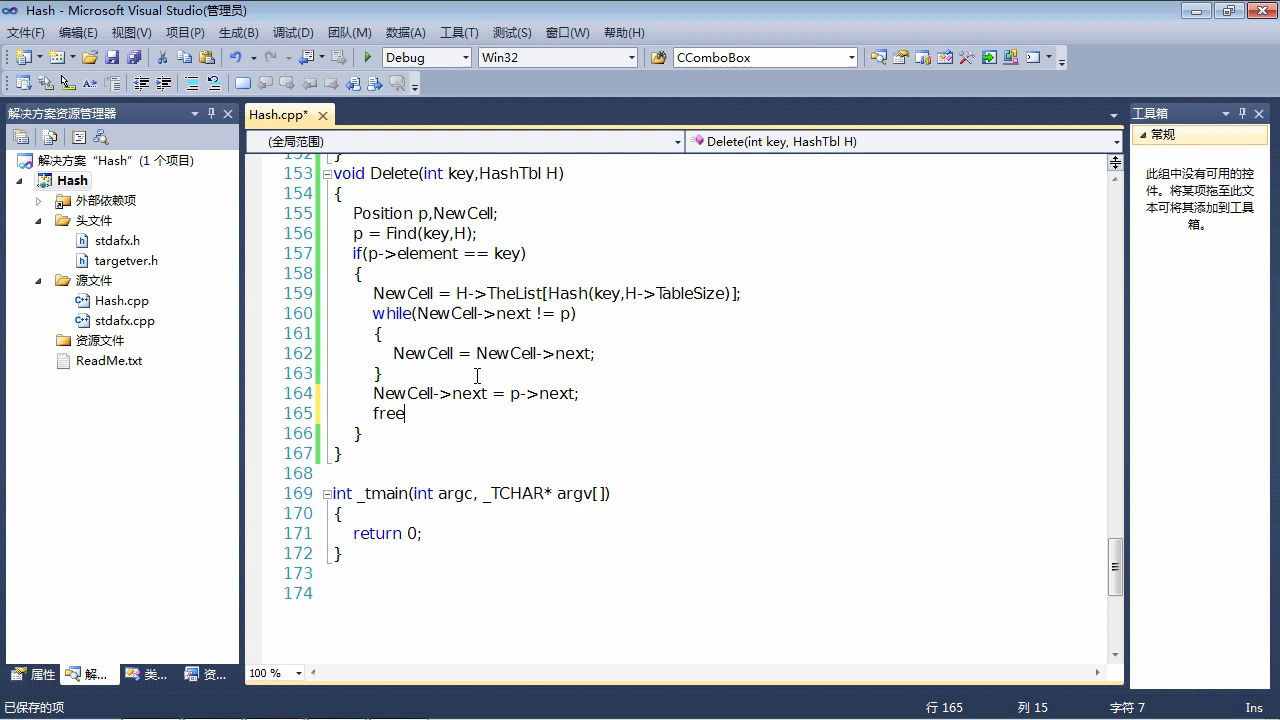 Hash - Microsoft Visual Studio(管理员)
文件(F) 编辑(E) 视图(V) 项目(P) 生成(B) 调试(D) 团队(M) 数据(A) 工具(T) 测试(S) 窗口(W) 帮助(H)
Debug Win32 CComboBox
解决方案资源管理器
解决方案“Hash”(1 个项目)
Hash
外部依赖项
头文件
stdafx.h
targetver.h
源文件
Hash.cpp
stdafx.cpp
资源文件
ReadMe.txt
属性 解... 类... 资...
Hash.cpp*
(全局范围) Delete(int key, HashTbl H)
152 }
153 void Delete(int key,HashTbl H)
154 {
155 Position p,NewCell;
156 p = Find(key,H);
157 if(p->element == key)
158 {
159 NewCell = H->TheList[Hash(key,H->TableSize)];
160 while(NewCell->next != p)
161 {
162 NewCell = NewCell->next;
163 }
164 NewCell->next = p->next;
165 free
166 }
167 }
168
169 int _tmain(int argc, _TCHAR* argv[])
170 {
171 return 0;
172 }
173
174
100 %
工具箱
常规
此组中没有可用的控
件。将某项拖至此文
本可将其添加到工具
箱。
已保存的项 行 165 列 15 字符 7 Ins